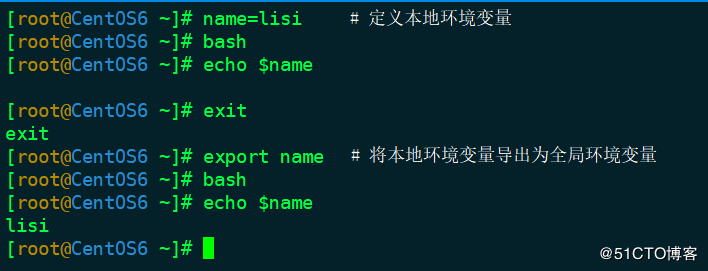 [root@CentOS6 ~]# name=lisi # 定义本地环境变量
[root@CentOS6 ~]# bash
[root@CentOS6 ~]# echo $name
[root@CentOS6 ~]# exit
exit
[root@CentOS6 ~]# export name # 将本地环境变量导出为全局环境变量
[root@CentOS6 ~]# bash
[root@CentOS6 ~]# echo $name
lisi
[root@CentOS6 ~]#
@51CTO博客